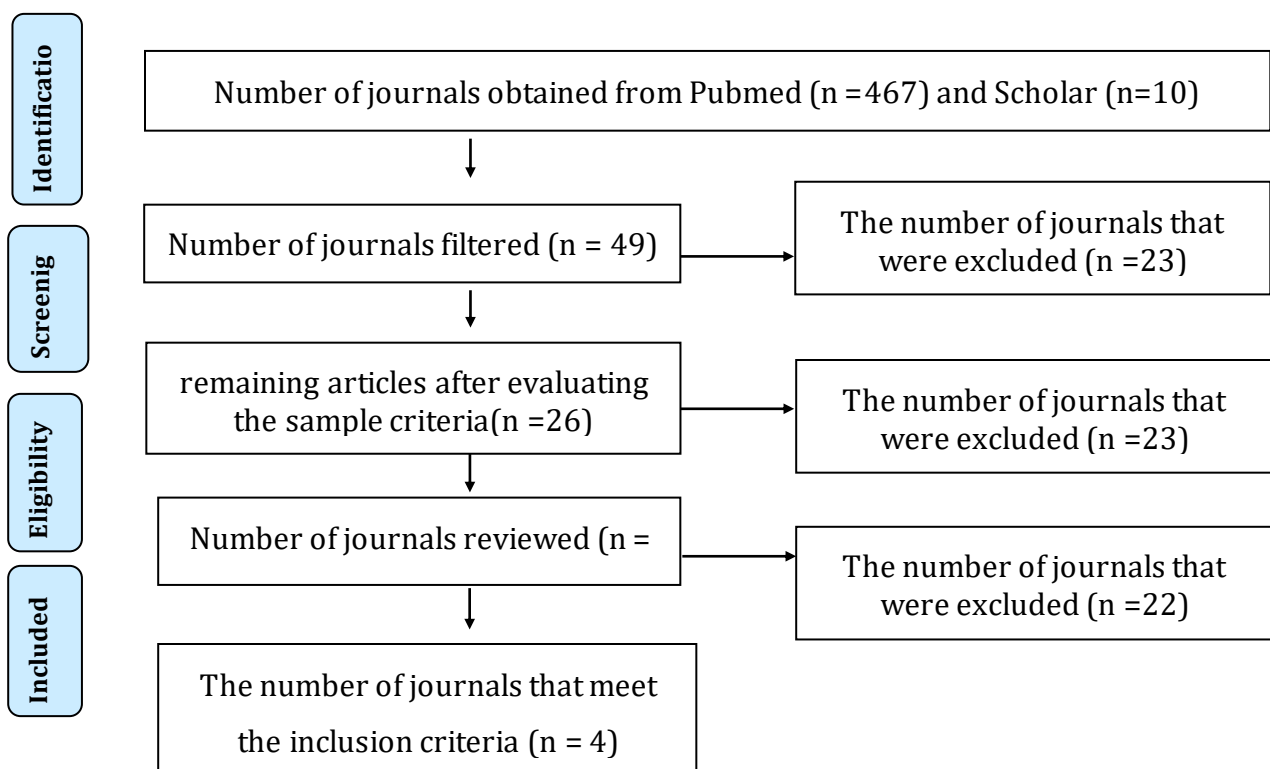 Identificatio
Number of journals obtained from Pubmed (n =467) and Scholar (n=10)
Number of journals filtered (n = 49)
The number of journals that
were excluded (n =23)
Screenig
remaining articles after evaluating
the sample criteria(n =26)
The number of journals that
were excluded (n =23)
Eligibility
Number of journals reviewed (n =
The number of journals that
were excluded (n =22)
Included
The number of journals that meet
the inclusion criteria (n = 4)